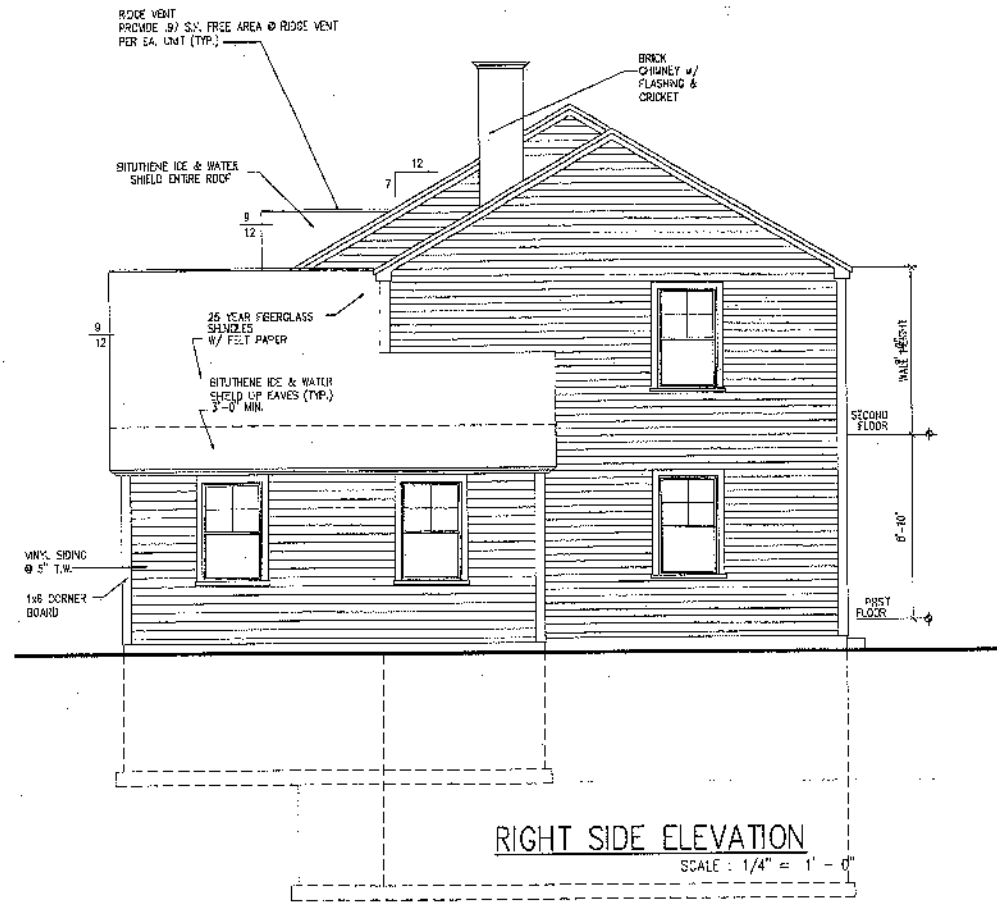 RIDGE VENT
PROVIDE .97 S.F. FREE AREA @ RIDGE VENT
PER EA. UNIT (TYP.)
BRICK
CHIMNEY w/
FLASHING &
CRICKET
12
7
BITUTHENE ICE & WATER
SHIELD ENTIRE ROOF
9
12
25 YEAR FIBERGLASS
SHINGLES
W/ FELT PAPER
9
12
BITUTHENE ICE & WATER
SHIELD UP EAVES (TYP.)
3'-0" MIN.
WALL HEIGHT
SECOND
FLOOR
VINYL SIDING
@ 5" T.W.
1x6 CORNER
BOARD
FIRST
FLOOR
RIGHT SIDE ELEVATION
SCALE : 1/4" = 1' - 0"